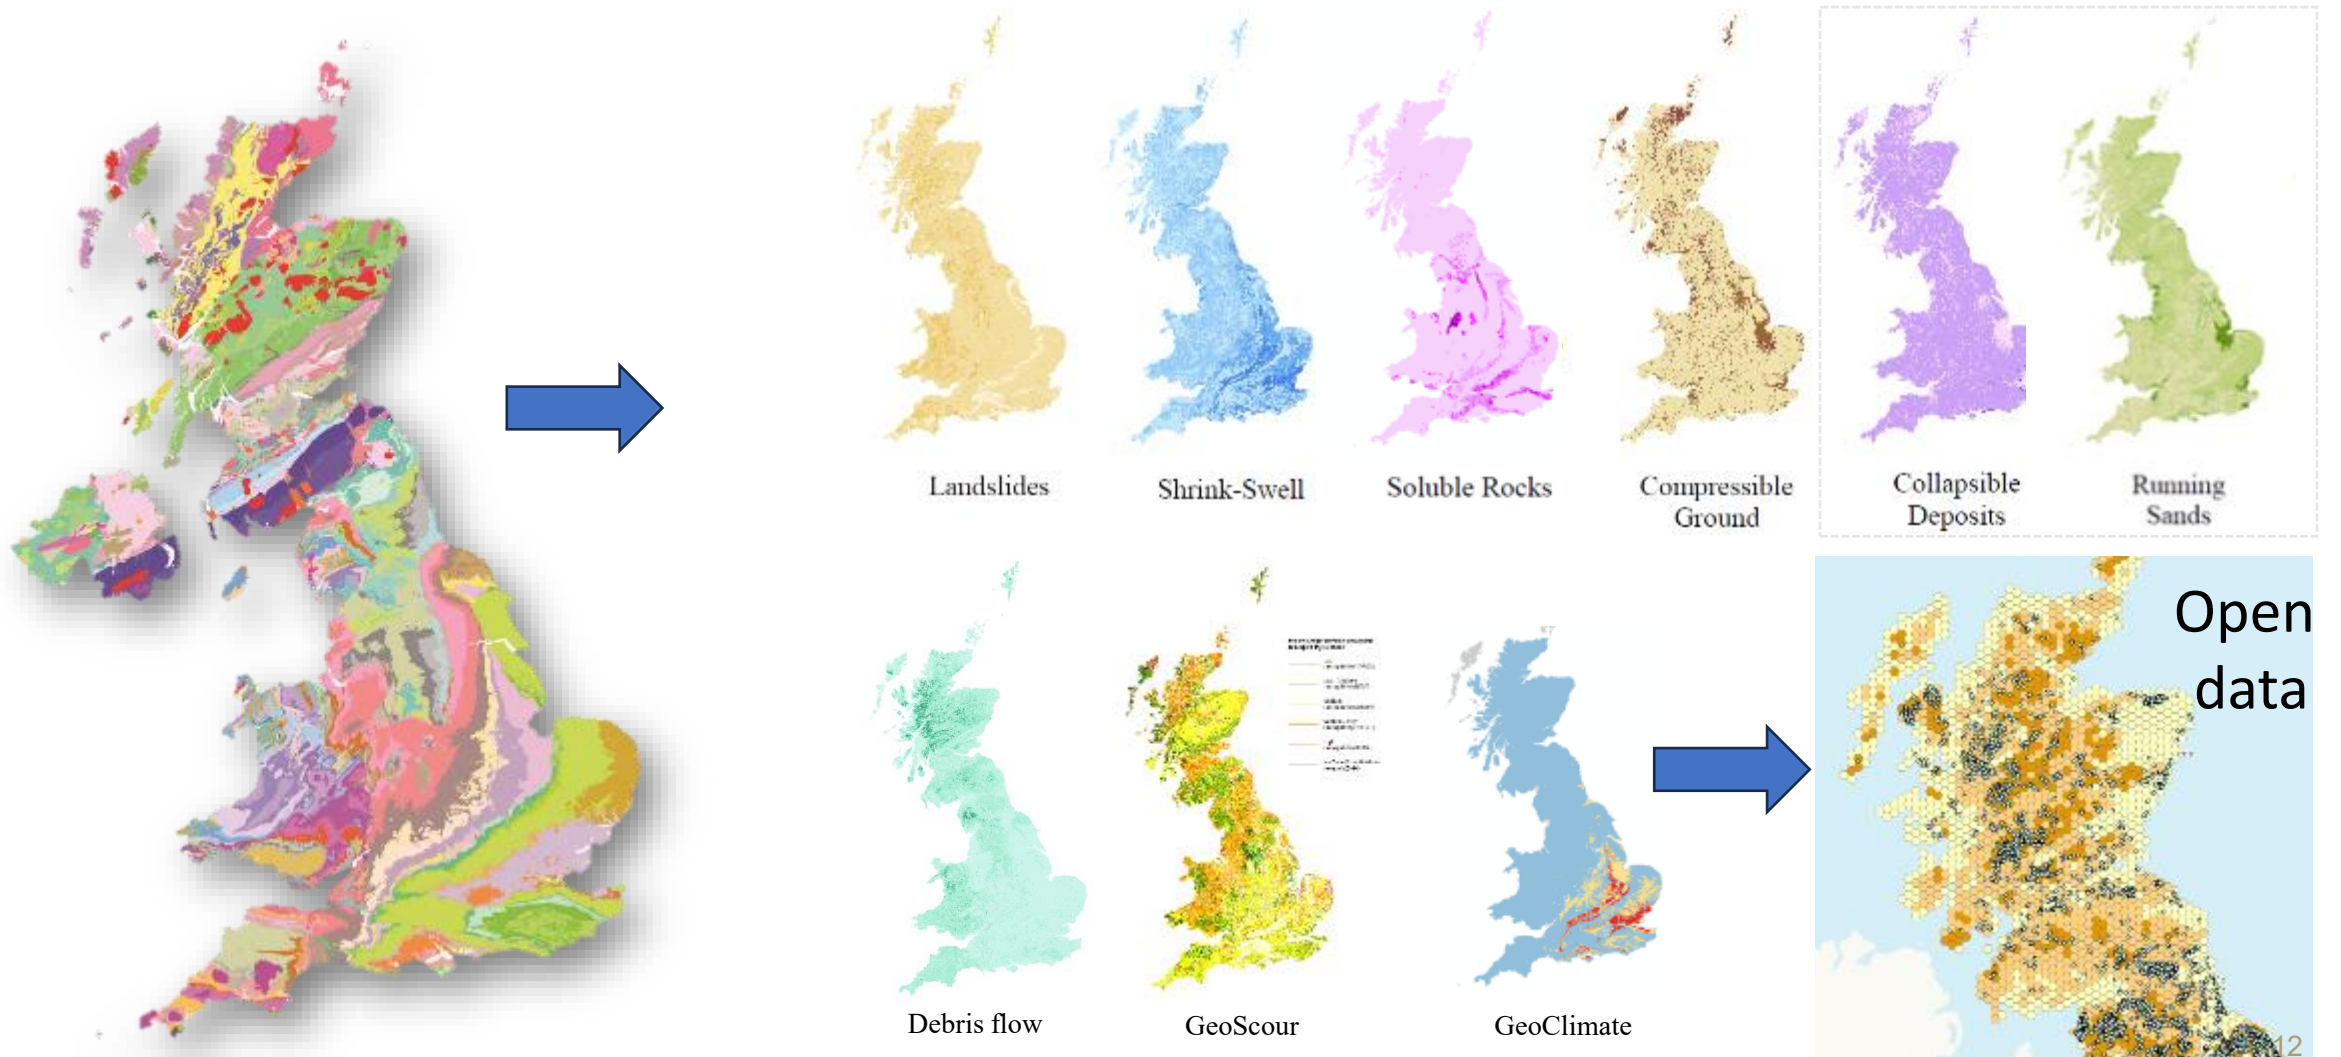 Landslides
Shrink-Swell
Soluble Rocks
Compressible
Ground
Collapsible
Deposits
Running
Sands
Open
data
Debris flow
GeoScour
GeoClimate
12